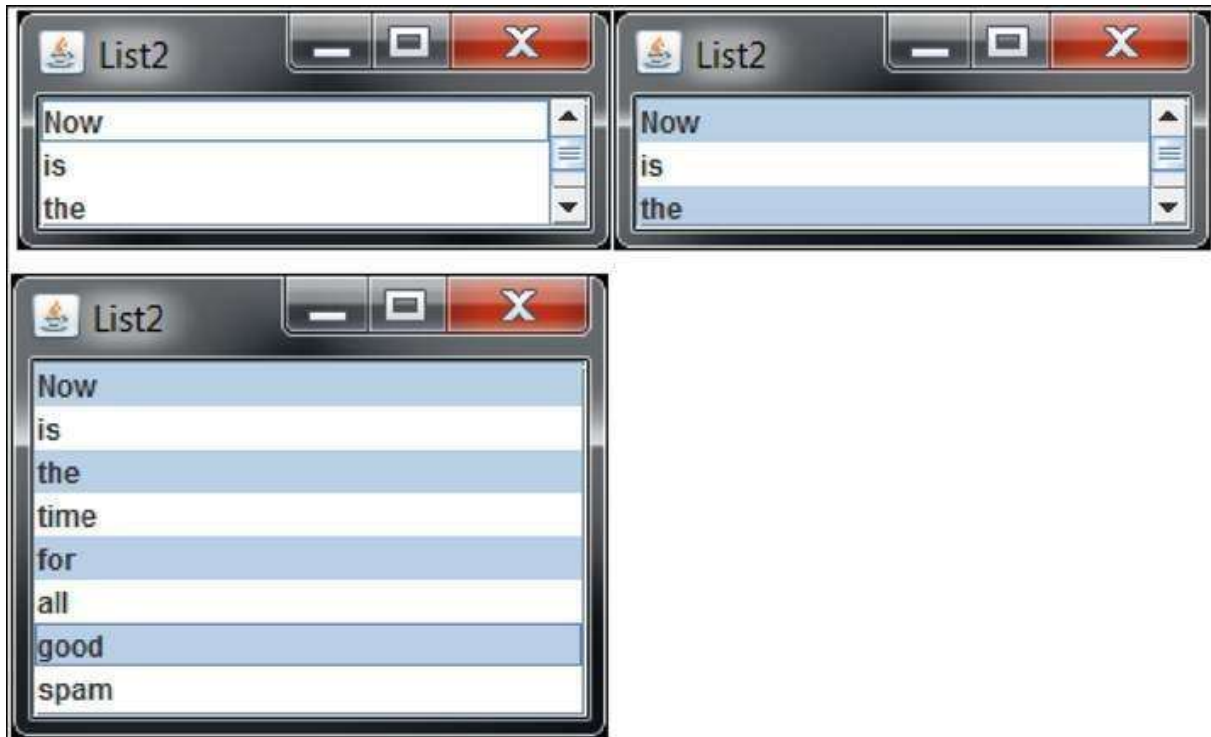 List2
Now
is
the
List2
Now
is
the
List2
Now
is
the
time
for
all
good
spam